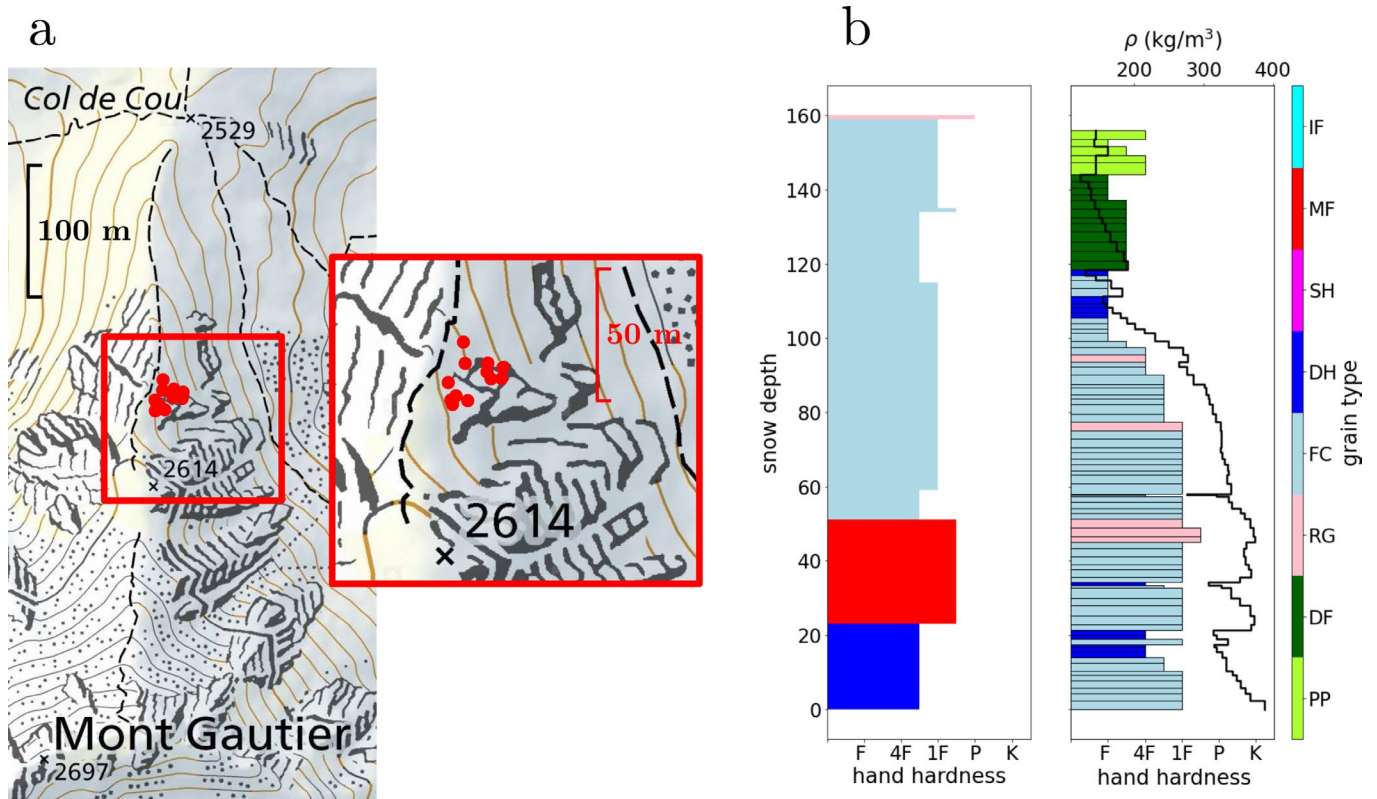 a
Col de Cou
2529
100 m
2614
Mont Gautier
2697
50 m
2614
b
snow depth
160
140
120
100
80
60
40
20
0
F 4F 1F P K
hand hardness
ρ (kg/m³)
200 300 400
F 4F 1F P K
hand hardness
IF
MF
SH
DH
FC
RG
DF
PP
grain type